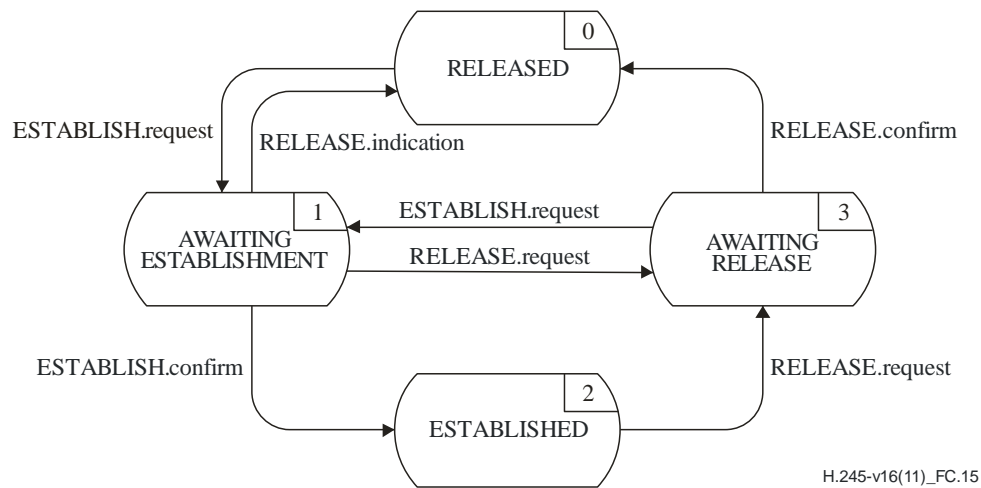 0
RELEASED
ESTABLISH.request
RELEASE.indication
RELEASE.confirm
1
AWAITING
ESTABLISHMENT
ESTABLISH.request
RELEASE.request
3
AWAITING
RELEASE
ESTABLISH.confirm
RELEASE.request
2
ESTABLISHED
H.245-v16(11)_FC.15